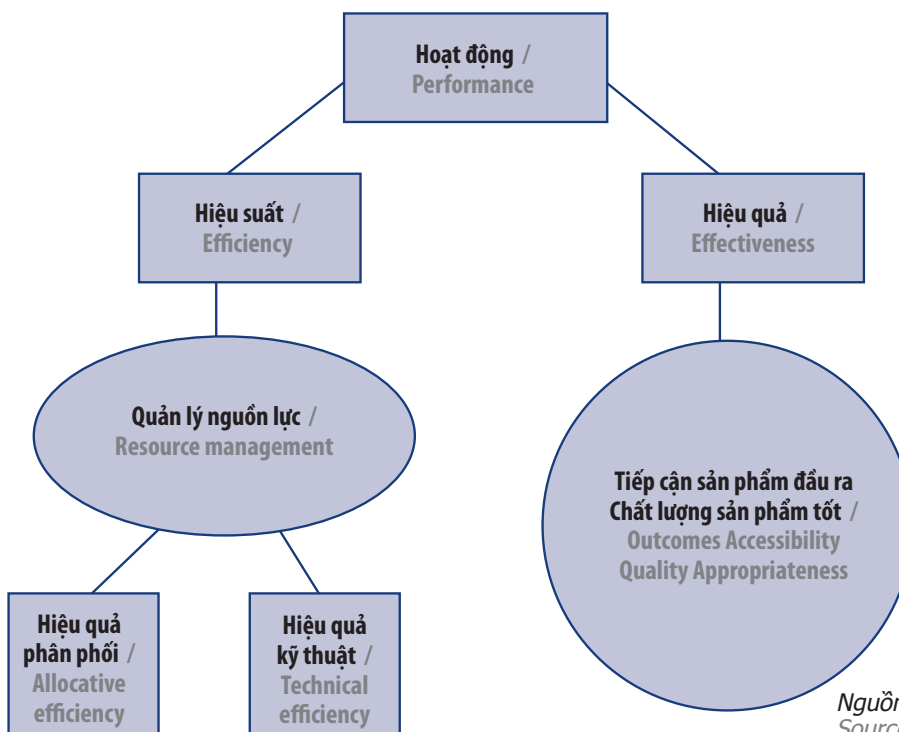 Hoạt động /
Performance
Hiệu suất /
Efficiency
Hiệu quả /
Effectiveness
Quản lý nguồn lực /
Resource management
Tiếp cận sản phẩm đầu ra
Chất lượng sản phẩm tốt /
Outcomes Accessibility
Quality Appropriateness
Hiệu quả
phân phối /
Allocative
efficiency
Hiệu quả
kỹ thuật /
Technical
efficiency
Nguồn
Source